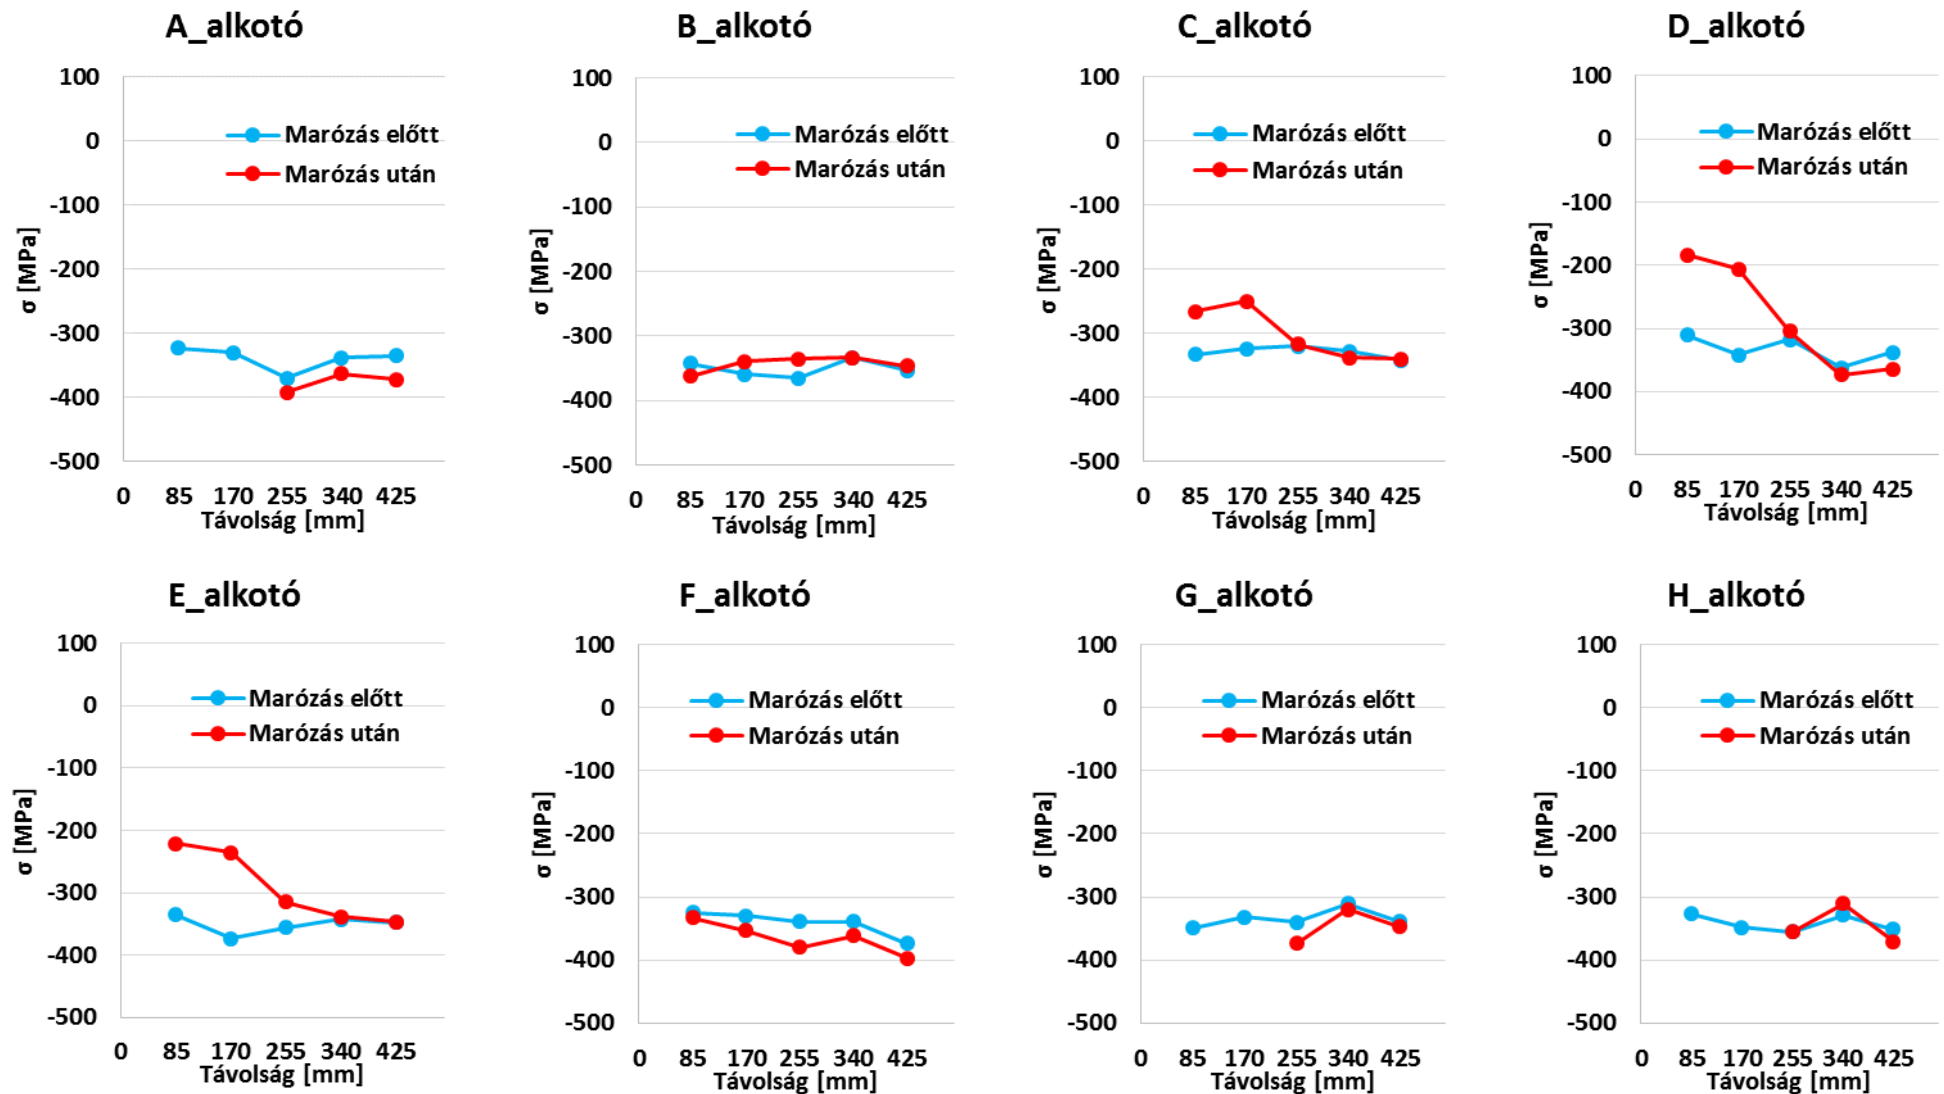 A_alkotó
100
0
-100
-200
-300
-400
-500
σ [MPa]
Marózás előtt
Marózás után
0 85 170 255 340 425
Távolság [mm]
B_alkotó
100
0
-100
-200
-300
-400
-500
σ [MPa]
Marózás előtt
Marózás után
0 85 170 255 340 425
Távolság [mm]
C_alkotó
100
0
-100
-200
-300
-400
-500
σ [MPa]
Marózás előtt
Marózás után
0 85 170 255 340 425
Távolság [mm]
D_alkotó
100
0
-100
-200
-300
-400
-500
σ [MPa]
Marózás előtt
Marózás után
0 85 170 255 340 425
Távolság [mm]
E_alkotó
100
0
-100
-200
-300
-400
-500
σ [MPa]
Marózás előtt
Marózás után
0 85 170 255 340 425
Távolság [mm]
F_alkotó
100
0
-100
-200
-300
-400
-500
σ [MPa]
Marózás előtt
Marózás után
0 85 170 255 340 425
Távolság [mm]
G_alkotó
100
0
-100
-200
-300
-400
-500
σ [MPa]
Marózás előtt
Marózás után
0 85 170 255 340 425
Távolság [mm]
H_alkotó
100
0
-100
-200
-300
-400
-500
σ [MPa]
Marózás előtt
Marózás után
0 85 170 255 340 425
Távolság [mm]